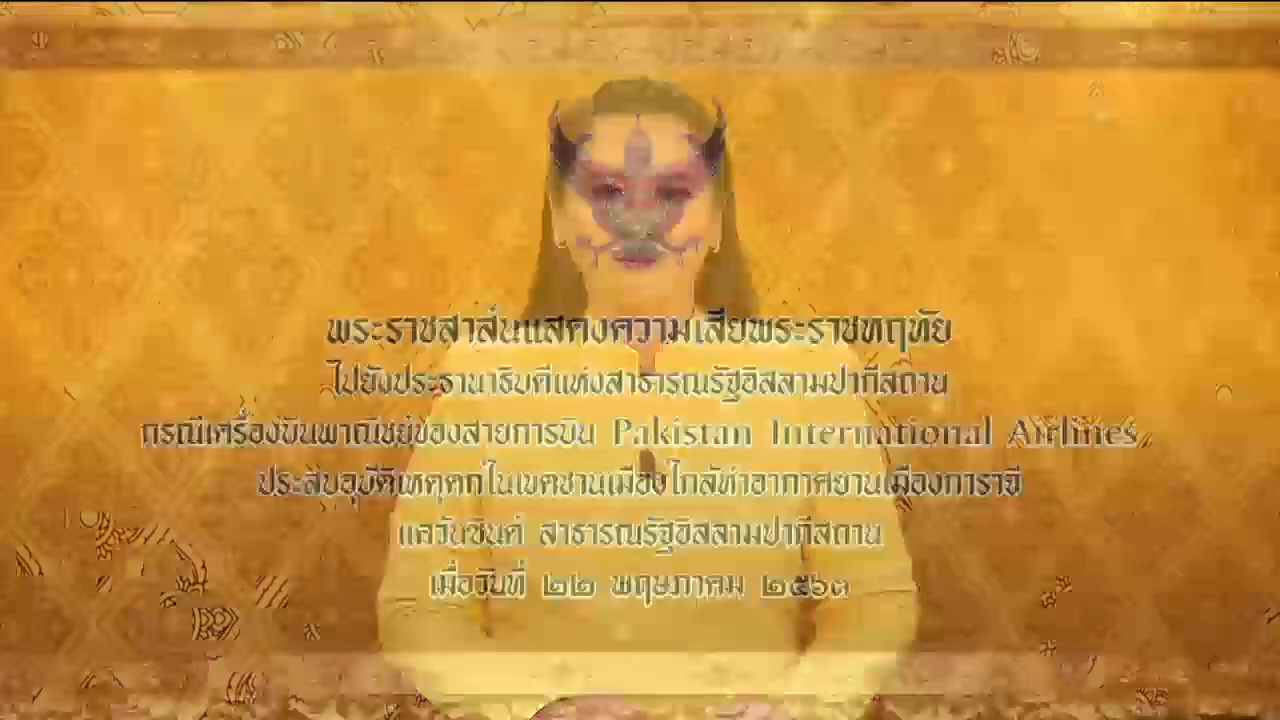 พระราชสาส์นแสดงความเสียพระราชหฤทัย
ไปยังประธานาธิบดีแห่งสาธารณรัฐอิสลามปากีสถาน
กรณีเครื่องบินพาณิชย์ของสายการบิน Pakistan International Airlines
ประสบอุบัติเหตุตกในเขตชานเมืองใกล้ท่าอากาศยานเมืองการาจี
แคว้นซินด์ สาธารณรัฐอิสลามปากีสถาน
เมื่อวันที่ ๒๒ พฤษภาคม ๒๕๖๓